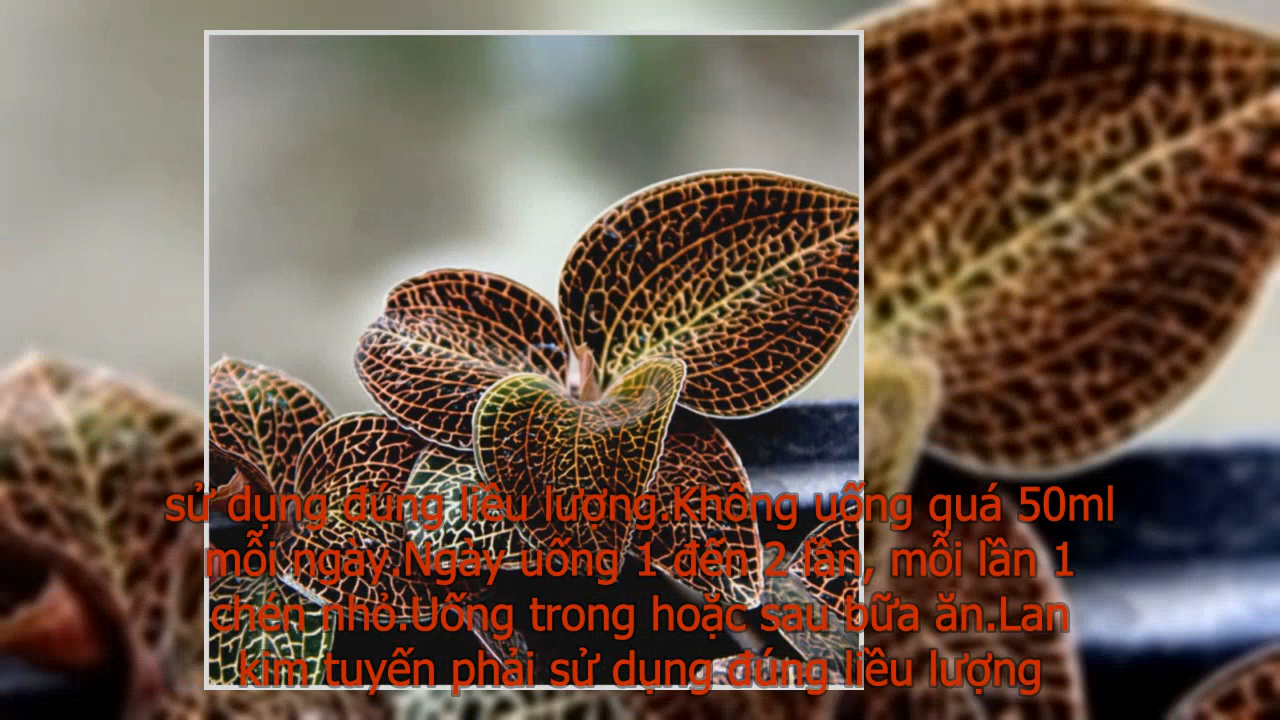 sử dụng đúng liều lượng.Không uống quá 50ml
mỗi ngày.Ngày uống 1 đến 2 lần, mỗi lần 1
chén nhỏ.Uống trong hoặc sau bữa ăn.Lan
kim tuyến phải sử dụng đúng liều lượng